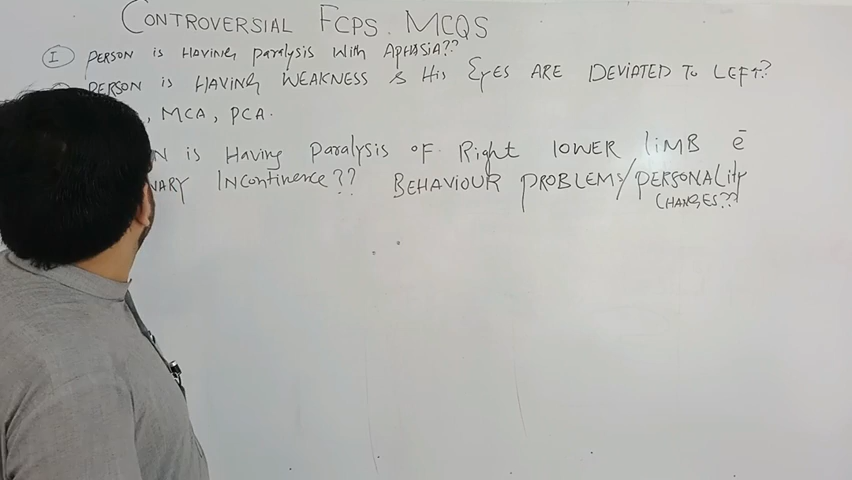 CONTROVERSIAL FCPS. MCQS
I PERSON is HAVING paralysis with APHASIA??
PERSON is HAVING WEAKNESS & His EyES ARE DEVIATED To LEFT?
, MCA, PCA.
N is Having Paralysis oF Right LOWER LiMB ē
NARY INContinence?? BEHAVIOUR PROBLEMS/PERSONALity
CHANGES??